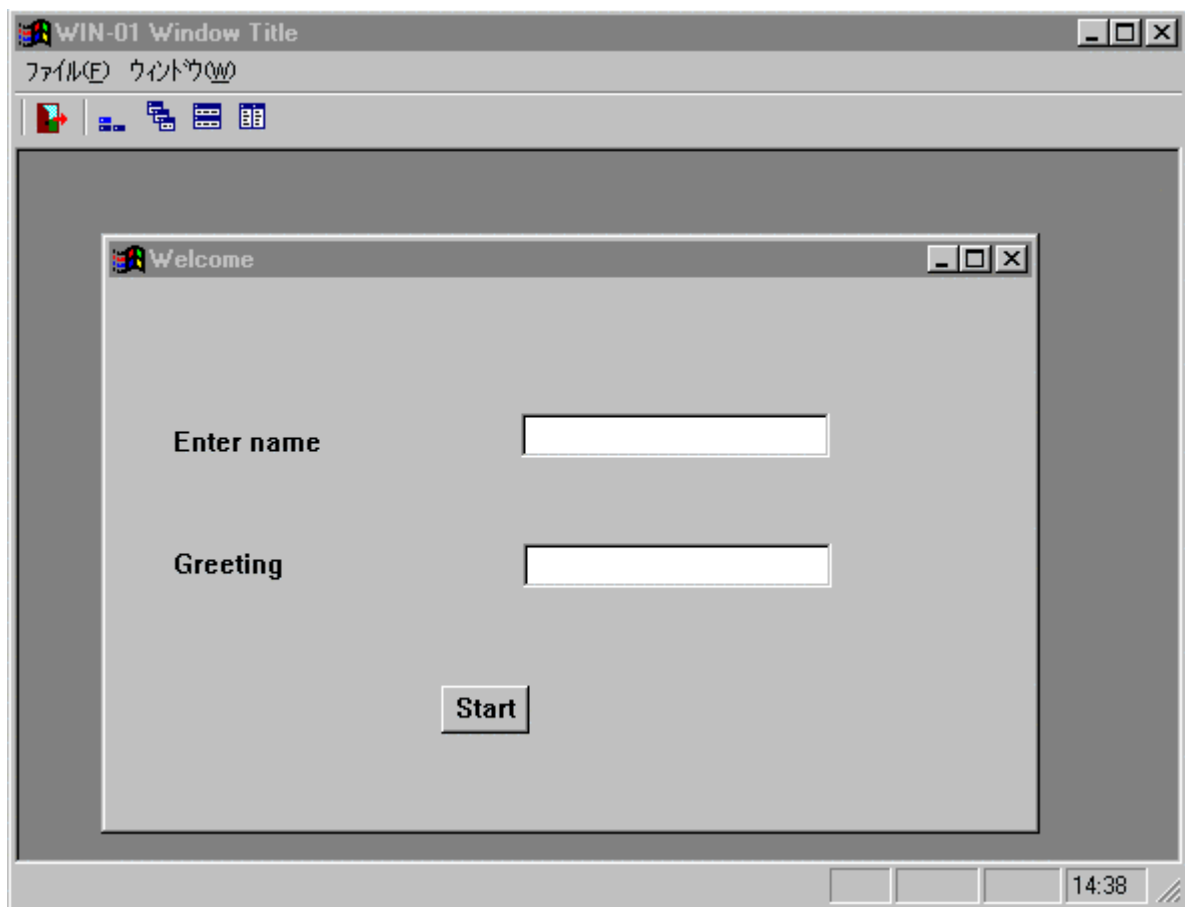 WIN-01 Window Title
ファイル(F) ウィンドウ(W)
Welcome
Enter name
Greeting
Start
14:38